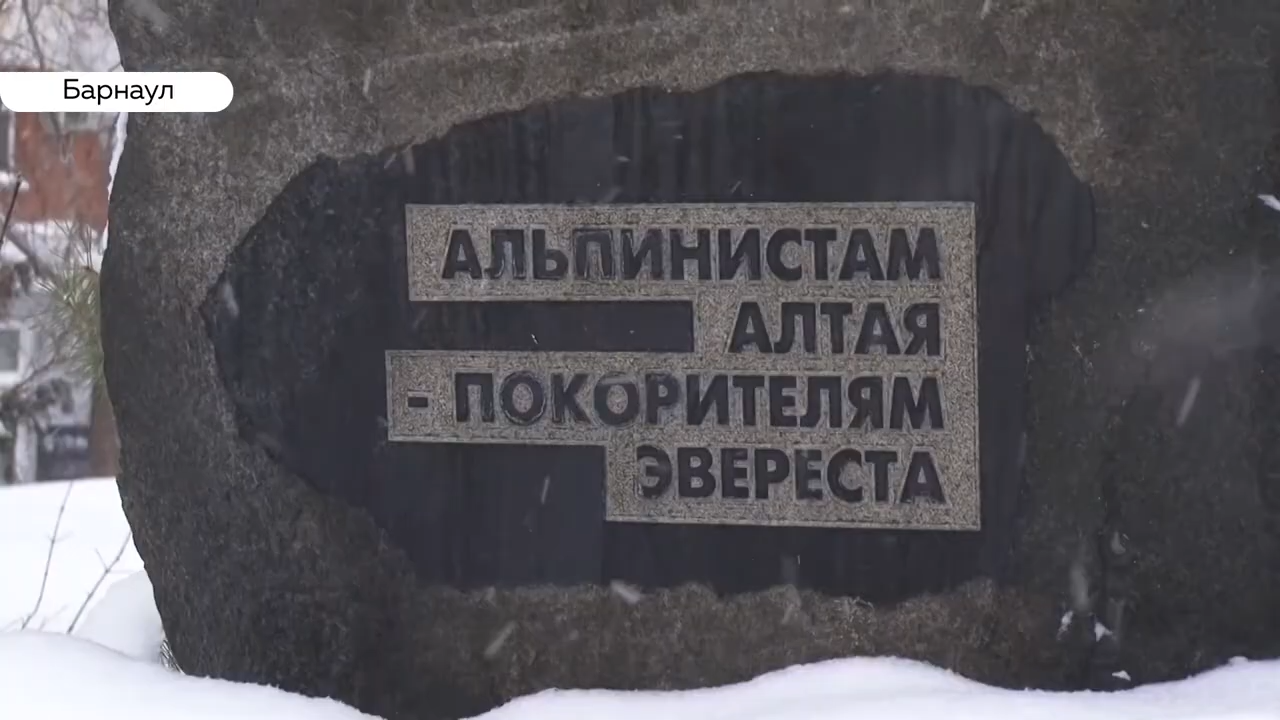 Барнаул
АЛЬПИНИСТАМ
АЛТАЯ
- ПОКОРИТЕЛЯМ
ЭВЕРЕСТА